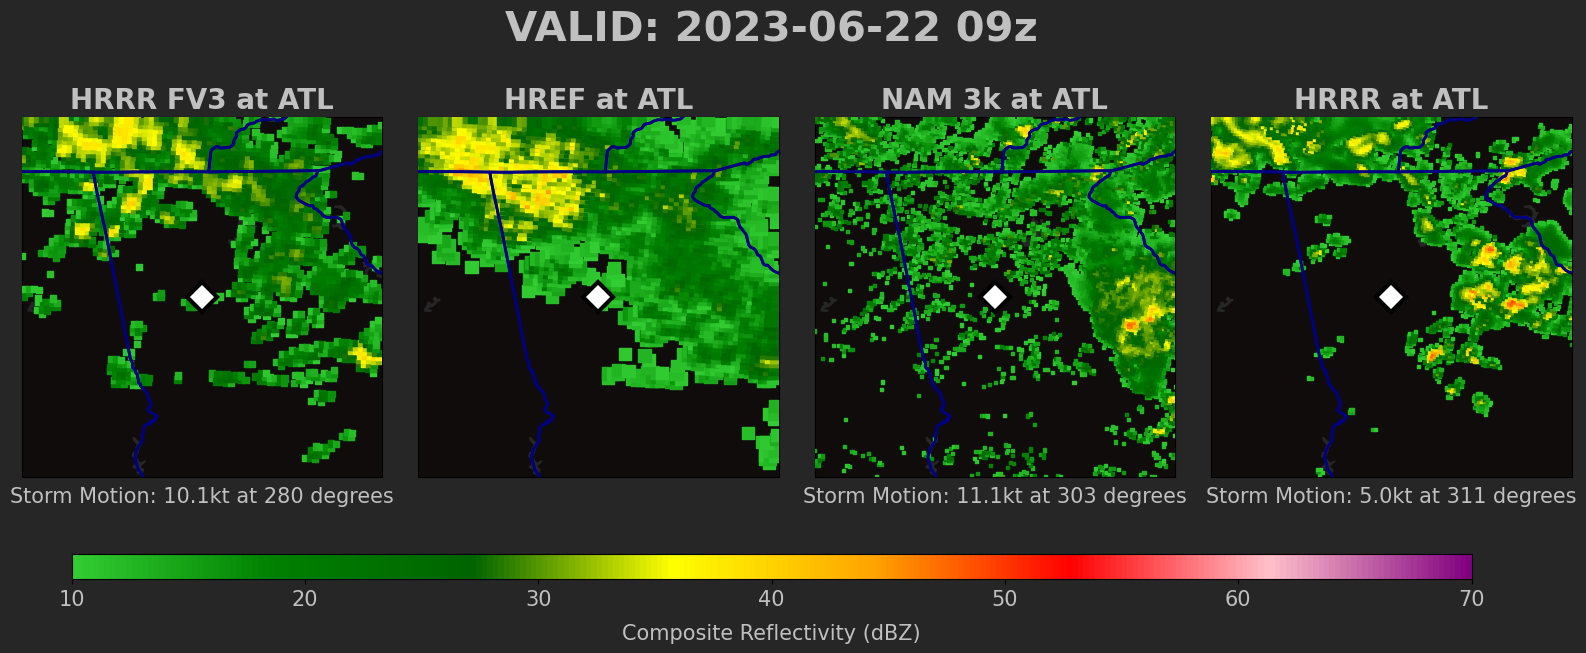 VALID: 2023-06-22 09z
HRRR FV3 at ATL
HREF at ATL
NAM 3k at ATL
HRRR at ATL
Storm Motion: 10.1kt at 280 degrees
Storm Motion: 11.1kt at 303 degrees
Storm Motion: 5.0kt at 311 degrees
10 20 30 40 50 60 70
Composite Reflectivity (dBZ)